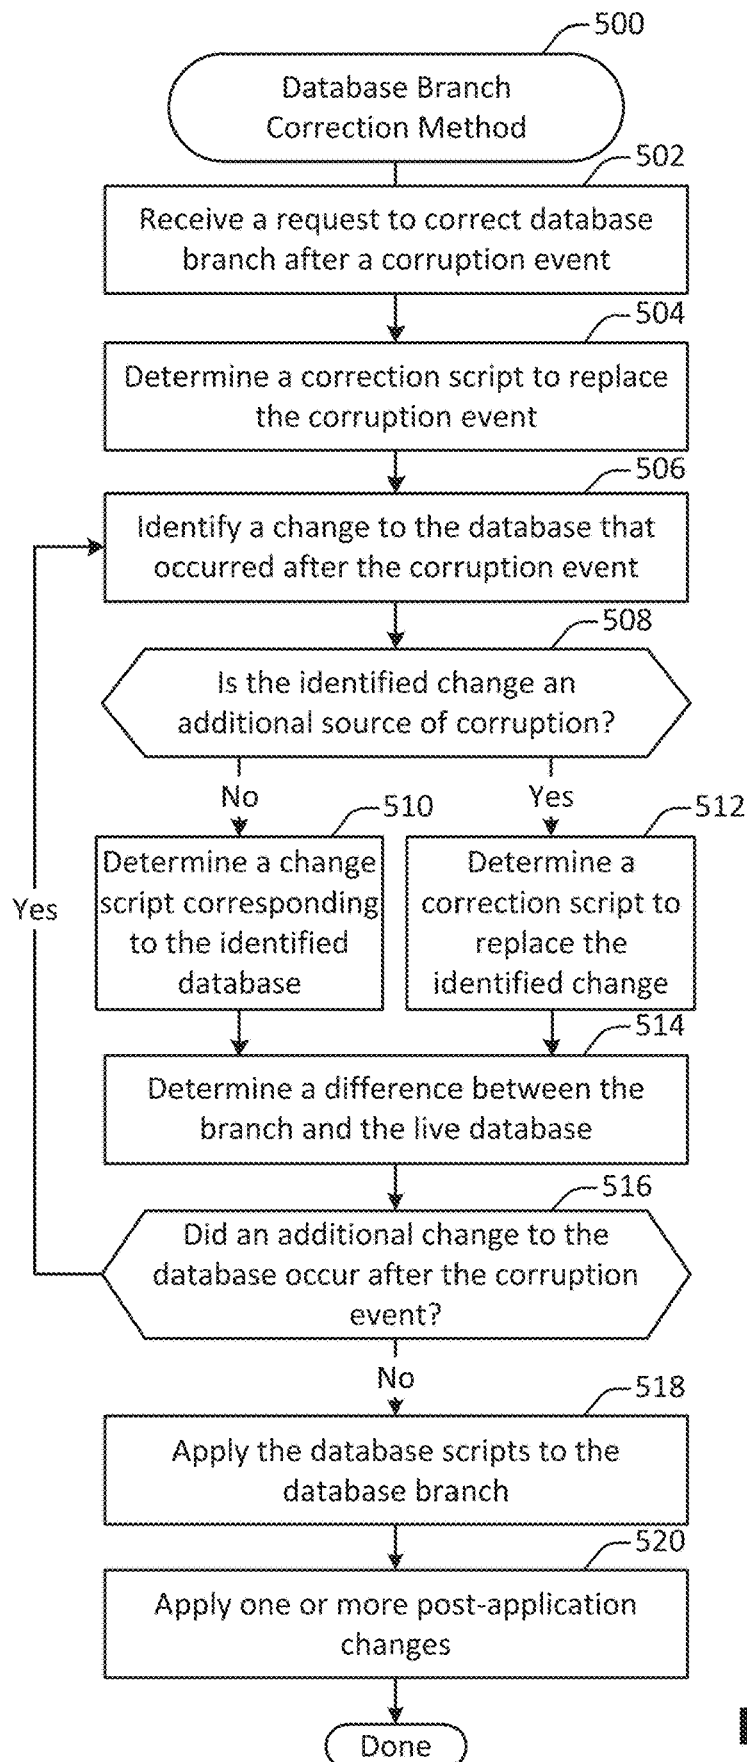 500
Database Branch
Correction Method
502
Receive a request to correct database
branch after a corruption event
504
Determine a correction script to replace
the corruption event
506
Identify a change to the database that
occurred after the corruption event
508
Is the identified change an
additional source of corruption?
No
Yes
510
512
Determine a change
script corresponding
to the identified
database
Determine a
correction script to
replace the
identified change
Yes
514
Determine a difference between the
branch and the live database
516
Did an additional change to the
database occur after the corruption
event?
No
518
Apply the database scripts to the
database branch
520
Apply one or more post-application
changes
Done